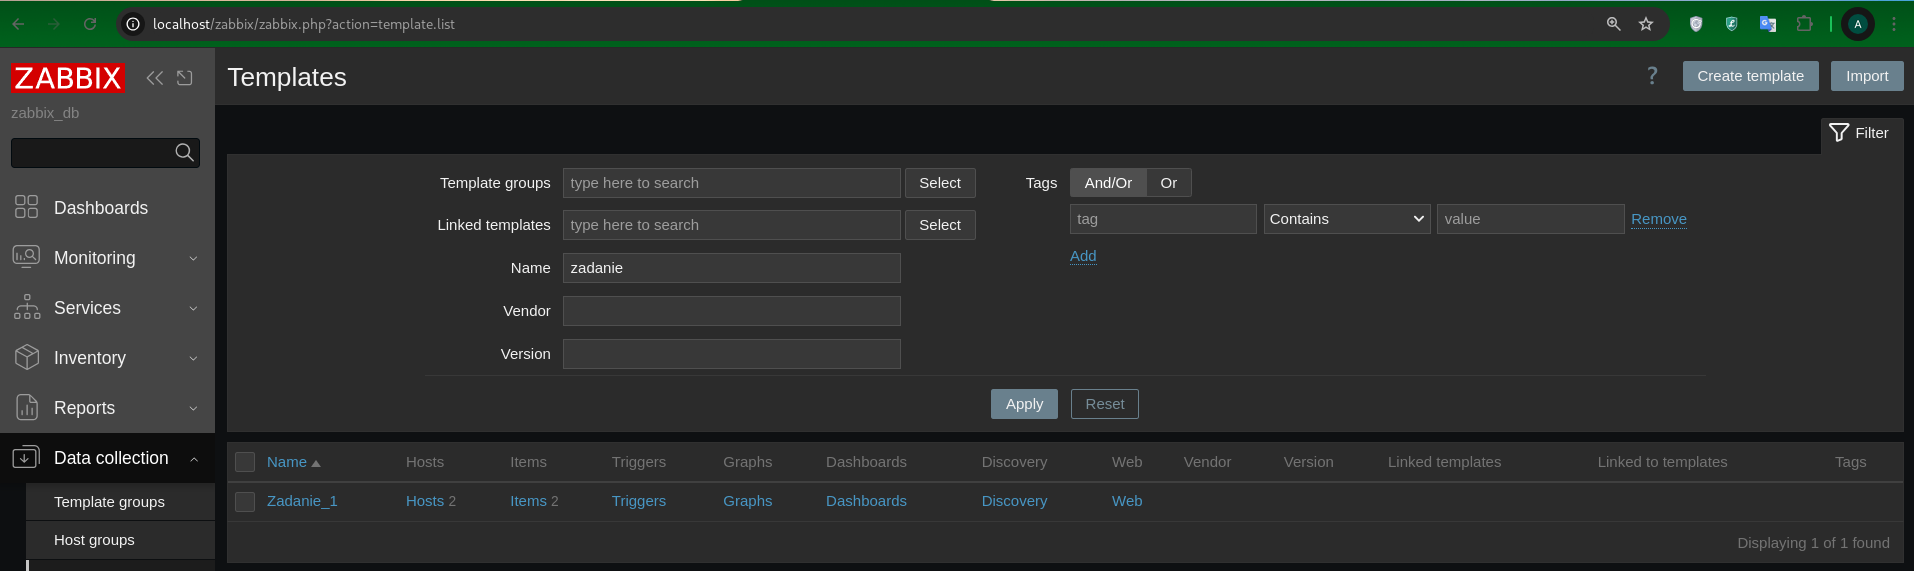 localhost/zabbix/zabbix.php?action=template.list
A
ZABBIX
zabbix_db
Dashboards
Monitoring
Services
Inventory
Reports
Data collection
Template groups
Host groups
Templates
? Create template Import
Filter
Template groups type here to search Select
Linked templates type here to search Select
Name zadanie
Vendor
Version
Tags And/Or Or
tag Contains value Remove
Add
Apply Reset
Name Hosts Items Triggers Graphs Dashboards Discovery Web Vendor Version Linked templates Linked to templates Tags
Zadanie_1 Hosts 2 Items 2 Triggers Graphs Dashboards Discovery Web
Displaying 1 of 1 found